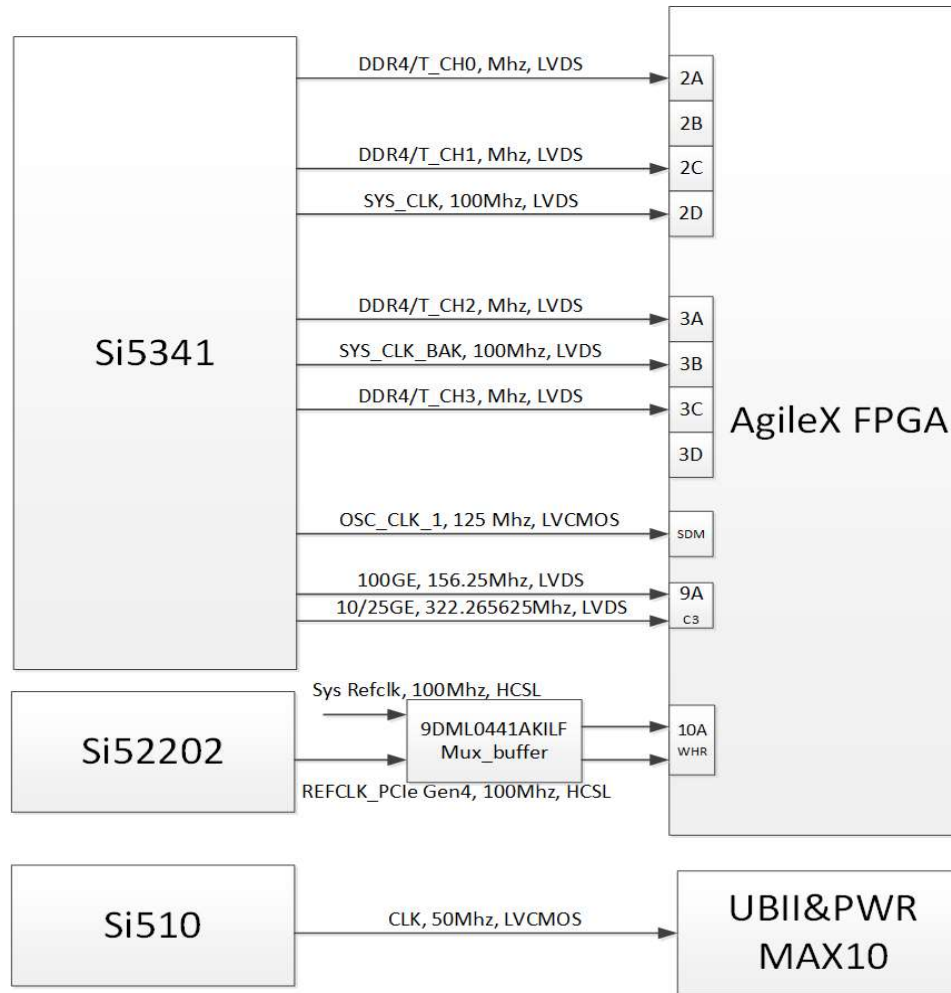 Si5341
DDR4/T_CH0, Mhz, LVDS
DDR4/T_CH1, Mhz, LVDS
SYS_CLK, 100Mhz, LVDS
DDR4/T_CH2, Mhz, LVDS
SYS_CLK_BAK, 100Mhz, LVDS
DDR4/T_CH3, Mhz, LVDS
OSC_CLK_1, 125 Mhz, LVCMOS
100GE, 156.25Mhz, LVDS
10/25GE, 322.265625Mhz, LVDS
2A
2B
2C
2D
3A
3B
3C
3D
SDM
9A
C3
10A
WHR
AgileX FPGA
Si52202
Sys Refclk, 100Mhz, HCSL
9DML0441AKILF
Mux_buffer
REFCLK_PCIe Gen4, 100Mhz, HCSL
Si510
CLK, 50Mhz, LVCMOS
UBII&PWR
MAX10